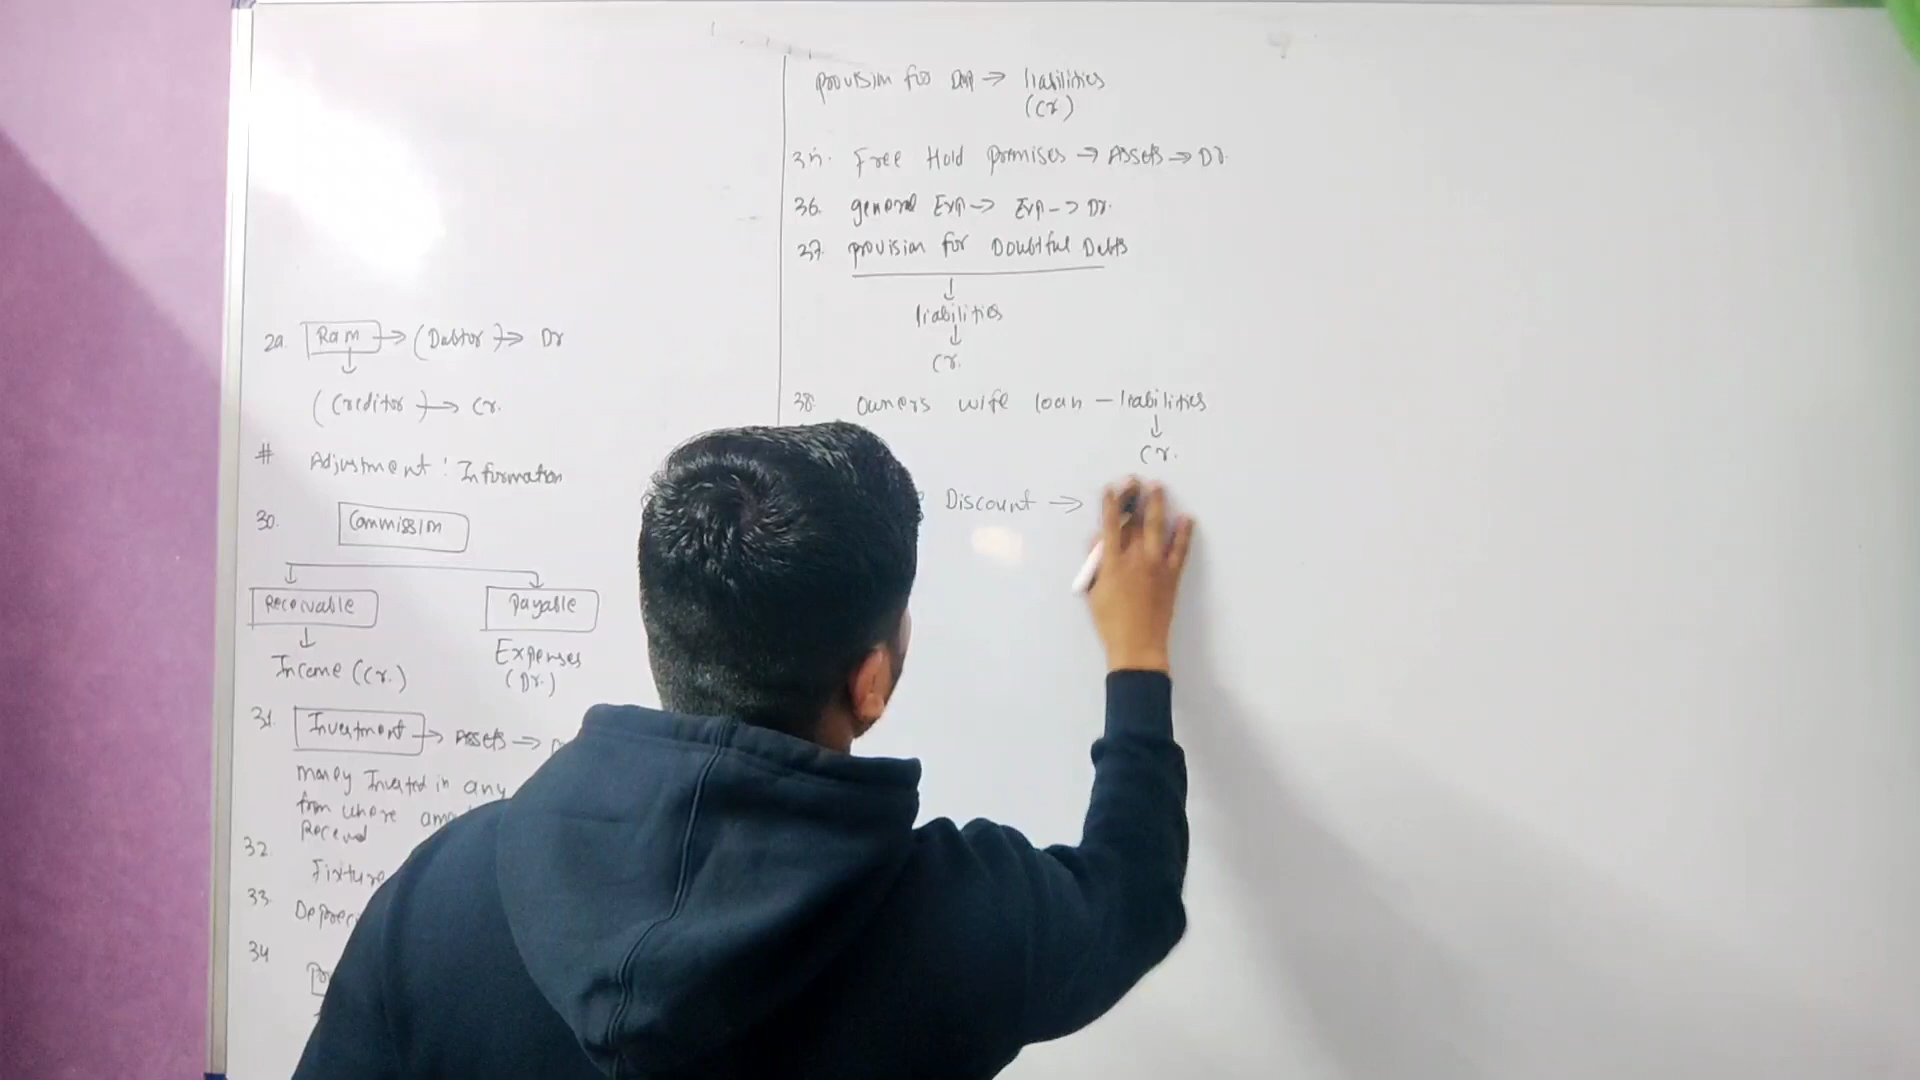 29. Ram → (Debtor) → Dr
↓
(Creditor) → Cr.
# Adjustment : Information
30. Commission
Receivable Payable
↓
Income (Cr.) Expenses
(Dr.)
31. Investment → Assets →
money Invested in any
from where
Received
32.
Fixture
33.
34
provision for Dep → liabilities
(Cr)
35. Free Hold premises → Assets → Dr.
36. general Exp → Exp → Dr.
37. provision for Doubtful Debts
↓
liabilities
↓
Cr.
38. Owners wife loan – liabilities
↓
Cr.
Discount →